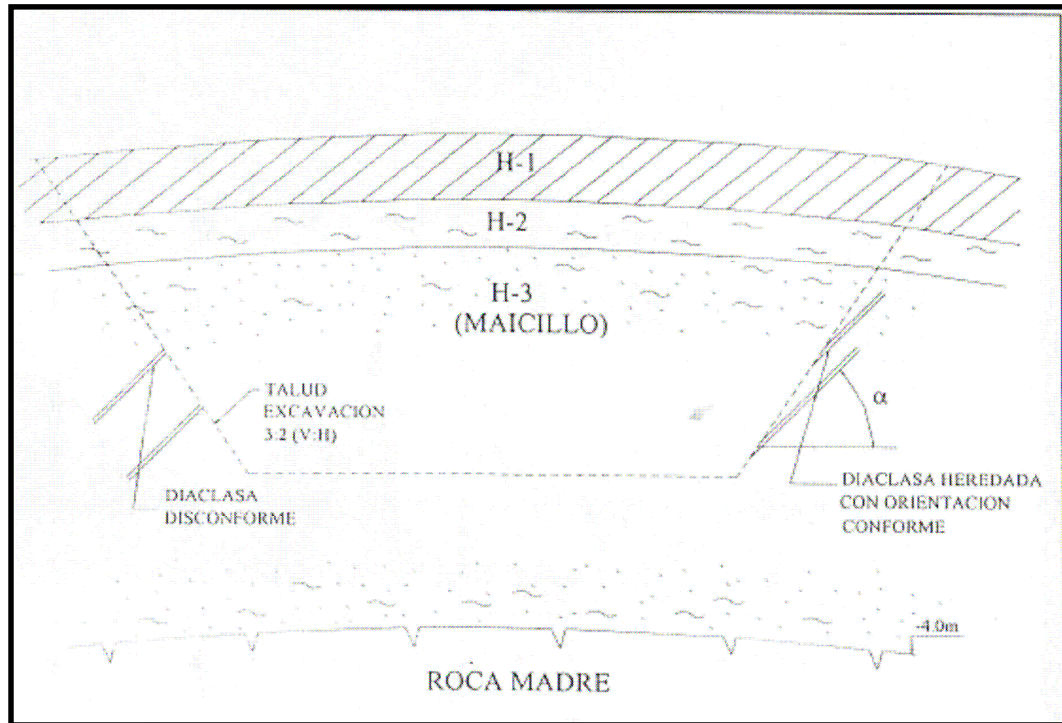 H-1
H-2
H-3
(MAICILLO)
TALUD
EXCAVACION
3:2 (V:H)
α
DIACLASA
DISCONFORME
DIACLASA HEREDADA
CON ORIENTACION
CONFORME
-4.0m
ROCA MADRE